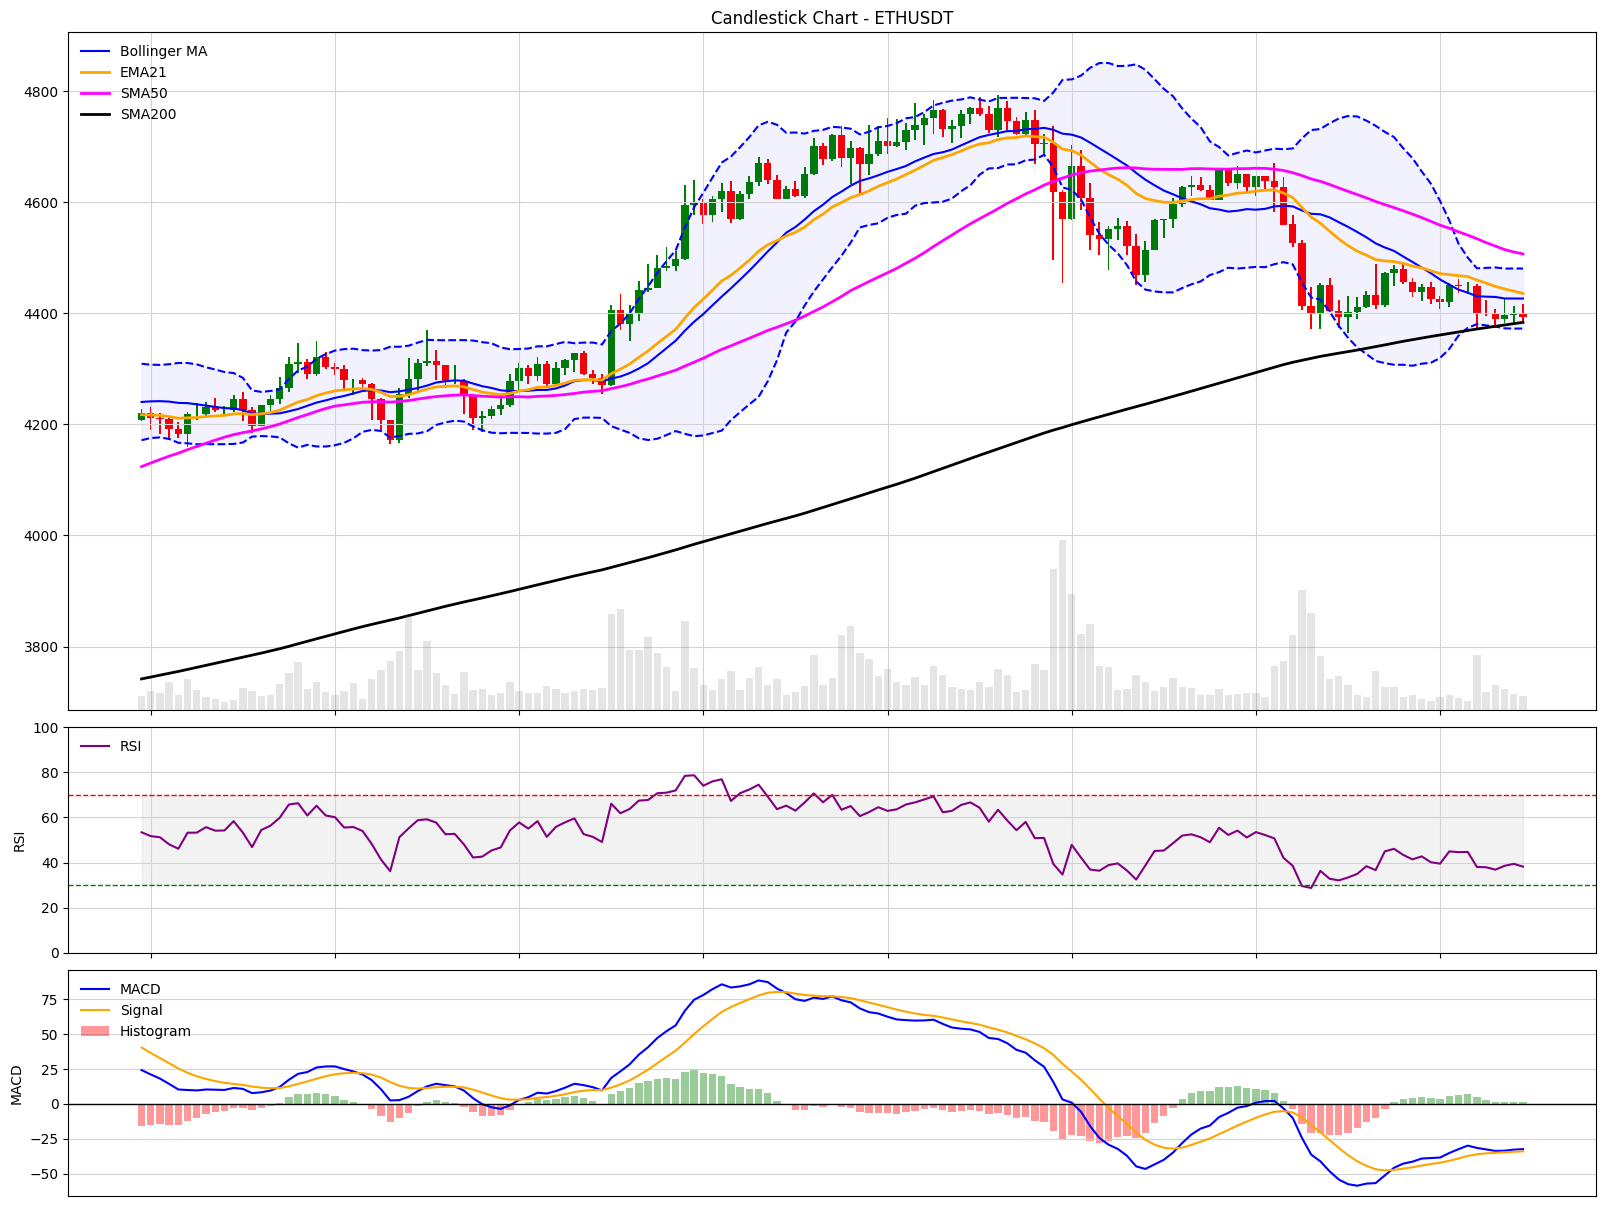 Candlestick Chart - ETHUSDT
Bollinger MA
EMA21
SMA50
SMA200
4800
4600
4400
4200
4000
3800
RSI
100
80
60
40
20
0
RSI
MACD
Signal
Histogram
75
50
25
0
−25
−50
MACD